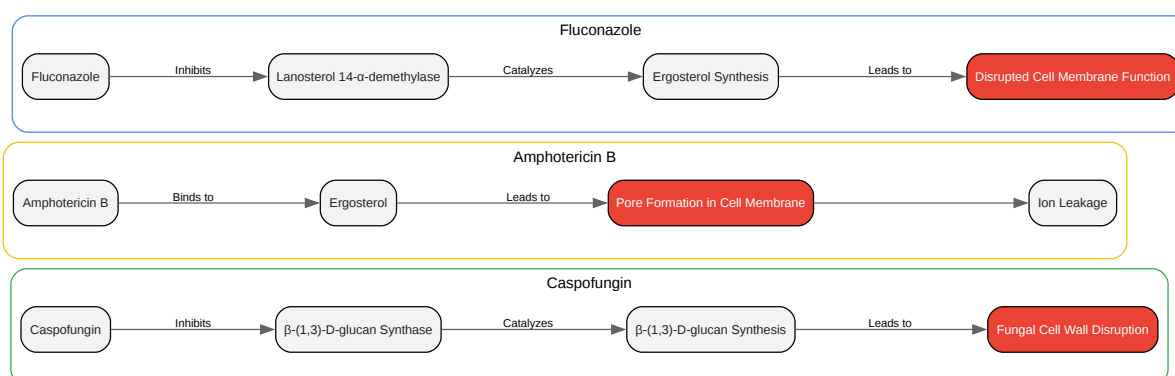 Fluconazole
Fluconazole
Inhibits
Lanosterol 14-α-demethylase
Catalyzes
Ergosterol Synthesis
Leads to
Disrupted Cell Membrane Function
Amphotericin B
Amphotericin B
Binds to
Ergosterol
Leads to
Pore Formation in Cell Membrane
Ion Leakage
Caspofungin
Caspofungin
Inhibits
β-(1,3)-D-glucan Synthase
Catalyzes
β-(1,3)-D-glucan Synthesis
Leads to
Fungal Cell Wall Disruption